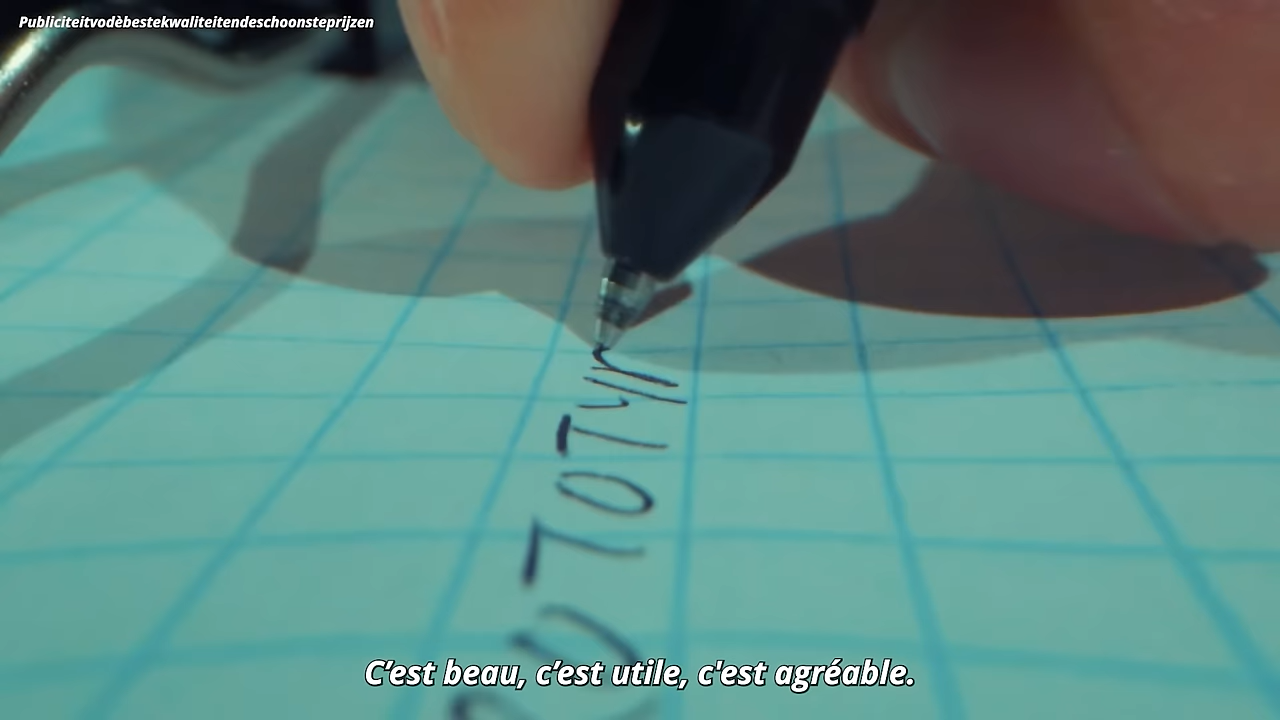 Publiciteitvodèbestekwaliteitendeschoonsteprijzen
C‘est beau, c‘est utile, c'est agréable.